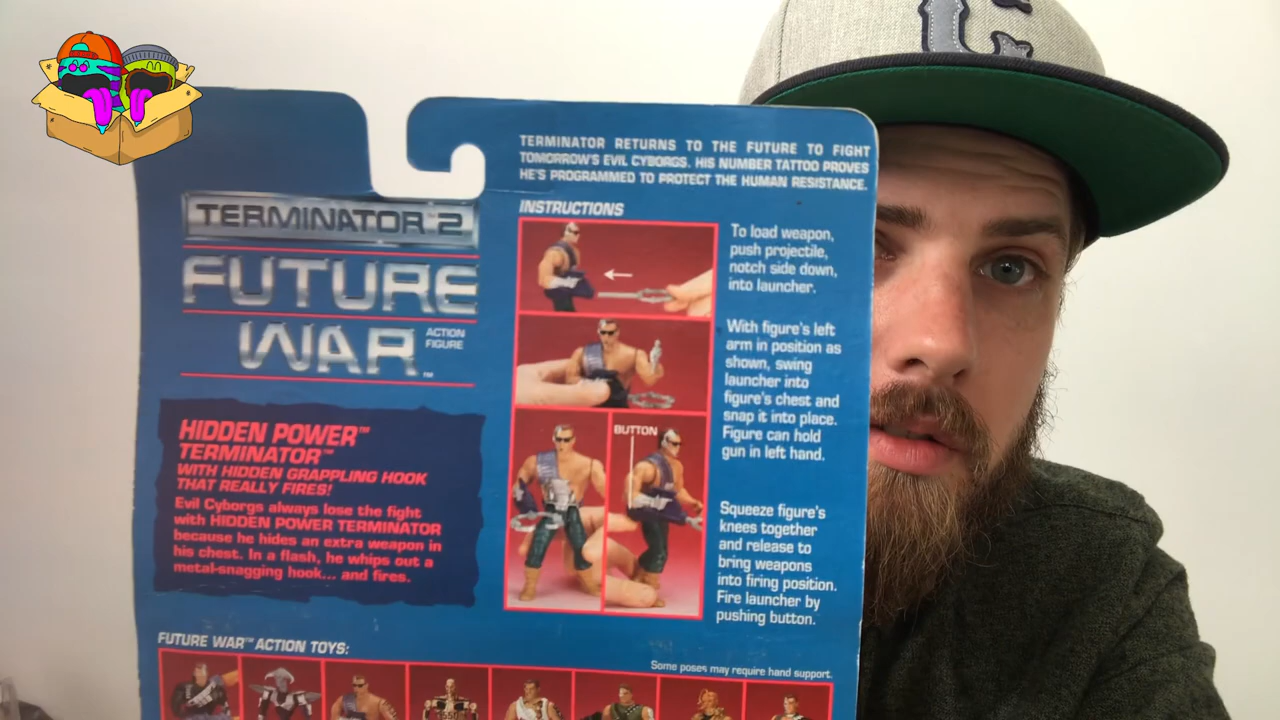 C
TERMINATOR 2
FUTURE
WAR
ACTION
FIGURE
TM
HIDDEN POWER™
TERMINATOR™
WITH HIDDEN GRAPPLING HOOK
THAT REALLY FIRES!
Evil Cyborgs always lose the fight
with HIDDEN POWER TERMINATOR
because he hides an extra weapon in
his chest. In a flash, he whips out a
metal-snagging hook... and fires.
TERMINATOR RETURNS TO THE FUTURE TO FIGHT
TOMORROW'S EVIL CYBORGS. HIS NUMBER TATTOO PROVES
HE'S PROGRAMMED TO PROTECT THE HUMAN RESISTANCE.
INSTRUCTIONS
To load weapon,
push projectile,
notch side down,
into launcher.
With figure's left
arm in position as
shown, swing
launcher into
figure's chest and
snap it into place.
Figure can hold
gun in left hand.
BUTTON
Squeeze figure's
knees together
and release to
bring weapons
into firing position.
Fire launcher by
pushing button.
FUTURE WAR™ ACTION TOYS:
Some poses may require hand support.